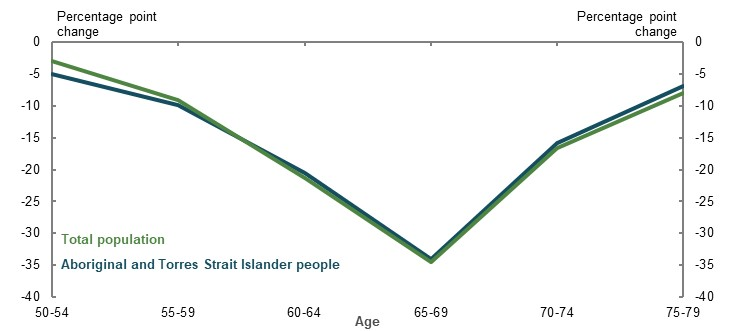 Percentage point
change
Percentage point
change
0
-5
-10
-15
-20
-25
-30
-35
-40
0
-5
-10
-15
-20
-25
-30
-35
-40
Total population
Aboriginal and Torres Strait Islander people
50-54 55-59 60-64 65-69 70-74 75-79
Age